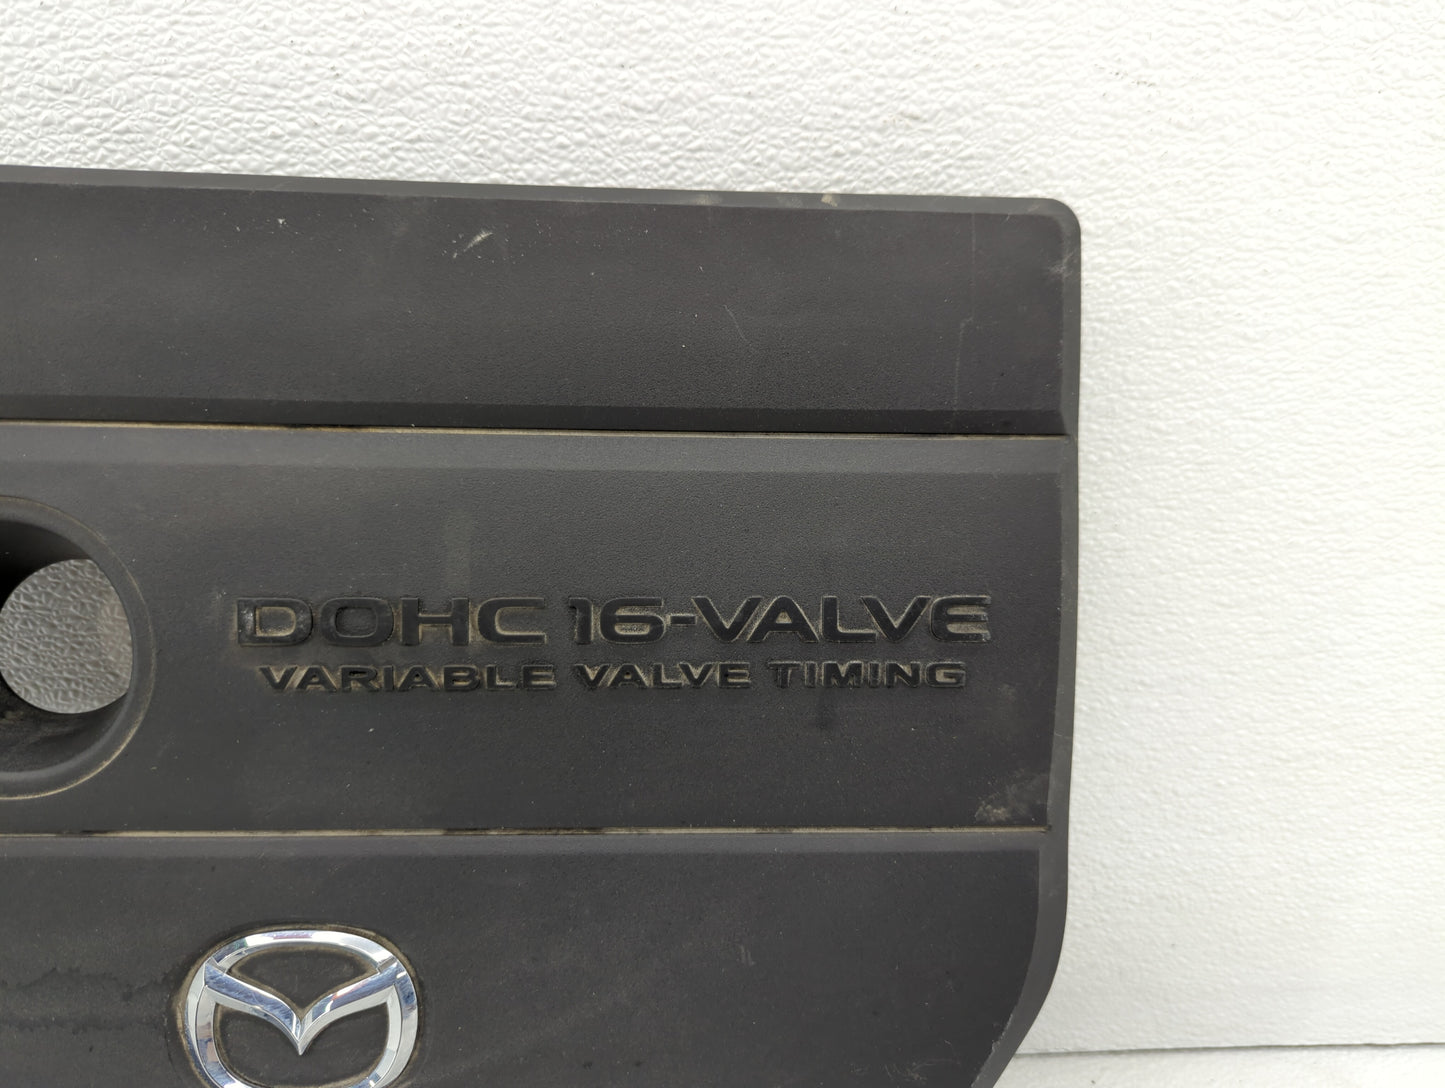 DOHC 16-VALVE
VARIABLE VALVE TIMING